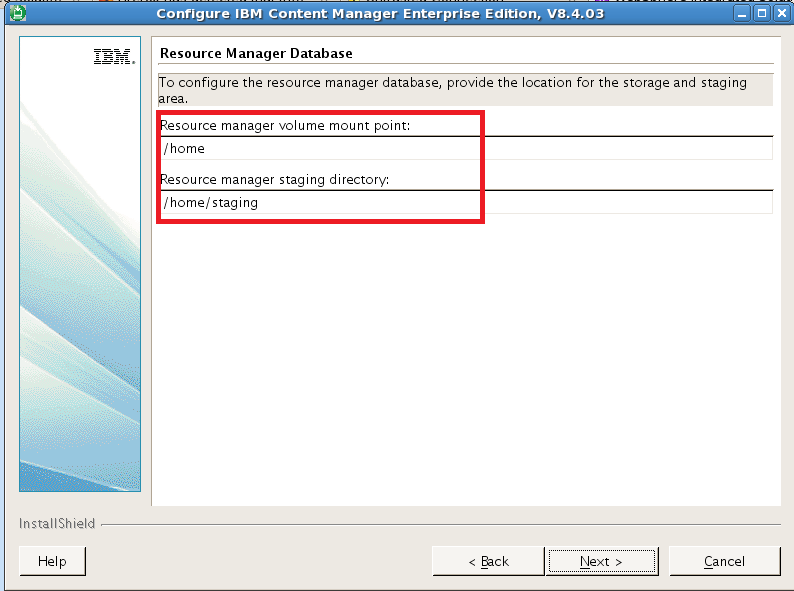 Configure IBM Content Manager Enterprise Edition, V8.4.03
IBM.
Resource Manager Database
To configure the resource manager database, provide the location for the storage and staging
area.
Resource manager volume mount point:
/home
Resource manager staging directory:
/home/staging
InstallShield
Help
< Back
Next >
Cancel